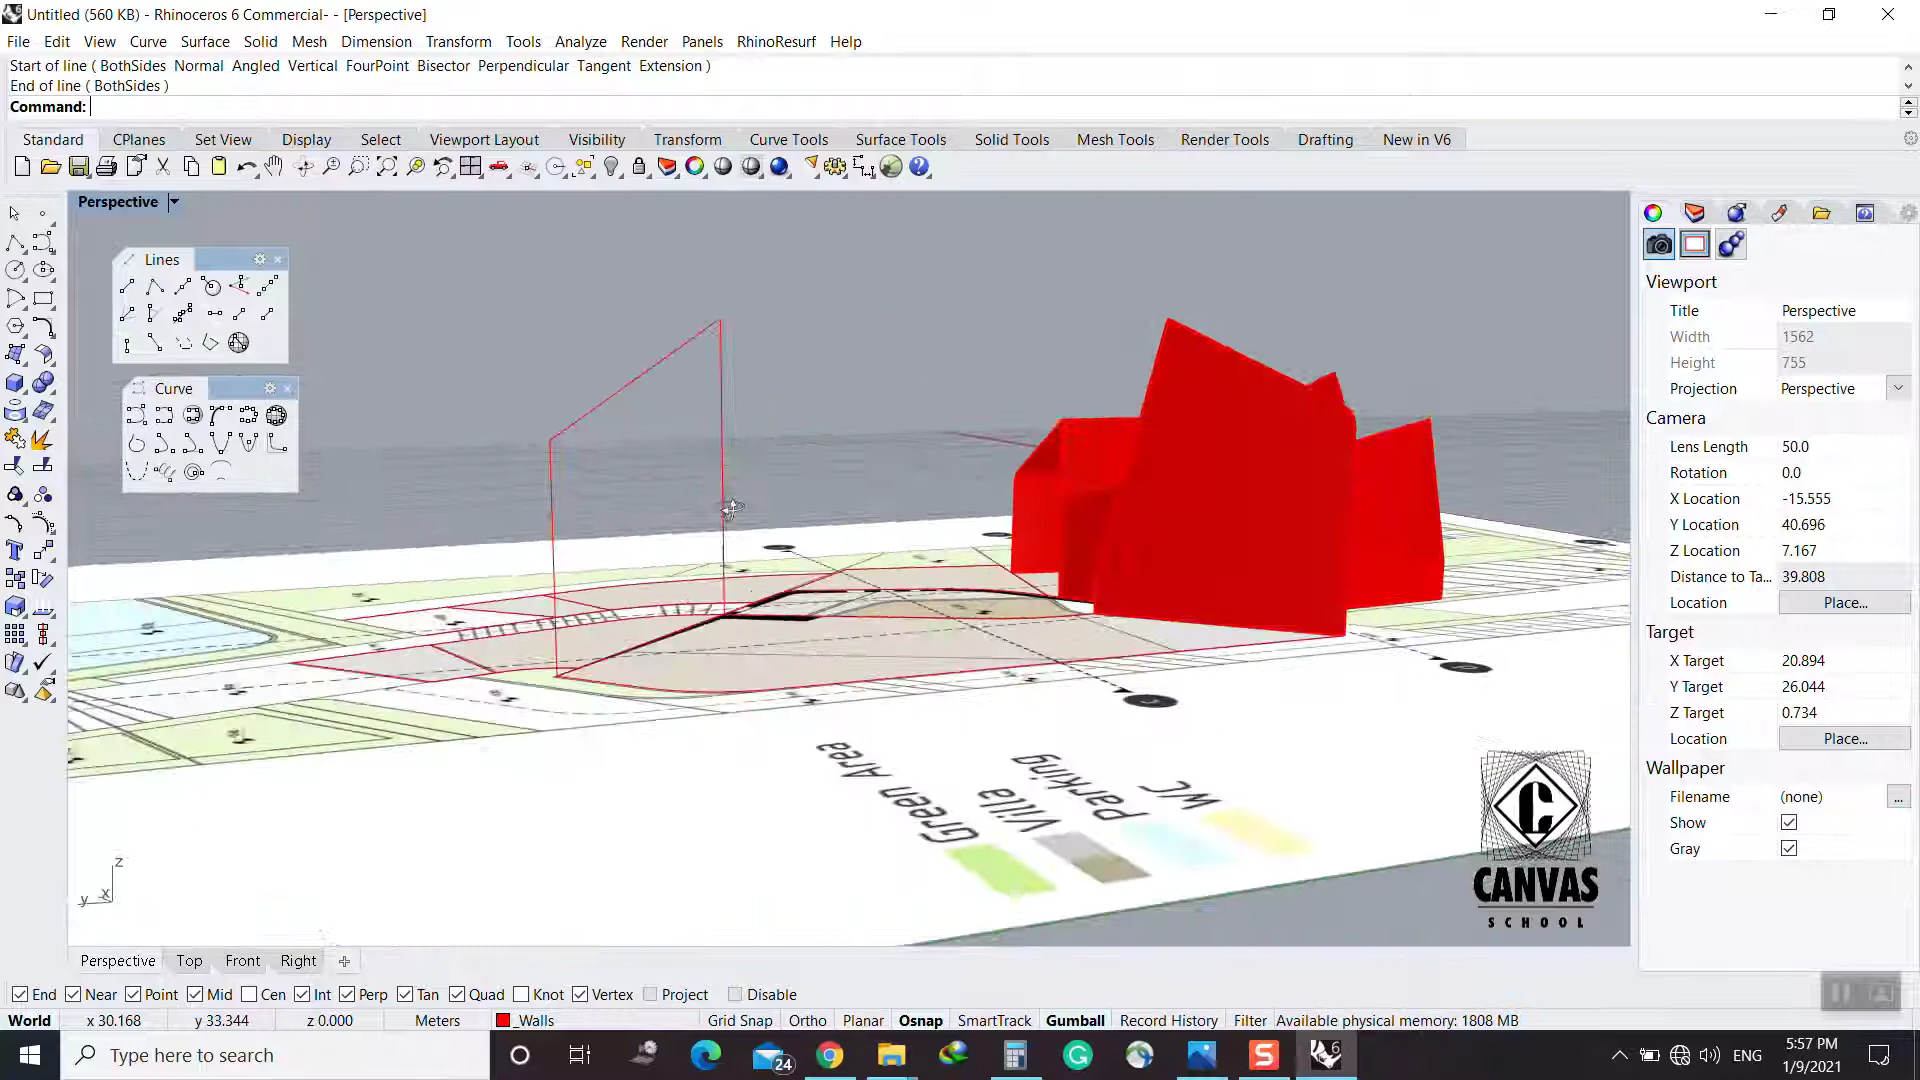 Untitled (560 KB) - Rhinoceros 6 Commercial- - [Perspective]
File Edit View Curve Surface Solid Mesh Dimension Transform Tools Analyze Render Panels RhinoResurf Help
Start of line ( BothSides Normal Angled Vertical FourPoint Bisector Perpendicular Tangent Extension )
End of line ( BothSides )
Command:
Standard CPlanes Set View Display Select Viewport Layout Visibility Transform Curve Tools Surface Tools Solid Tools Mesh Tools Render Tools Drafting New in V6
Perspective
Lines
Curve
Viewport
Title Perspective
Width 1562
Height 755
Projection Perspective
Camera
Lens Length 50.0
Rotation 0.0
X Location -15.555
Y Location 40.696
Z Location 7.167
Distance to Ta... 39.808
Location Place...
Target
X Target 20.894
Y Target 26.044
Z Target 0.734
Location Place...
Wallpaper
Filename (none) ...
Show
Gray
Green Area
Villa
Parking
WC
C
CANVAS
SCHOOL
z
y x
Perspective Top Front Right
End Near Point Mid Cen Int Perp Tan Quad Knot Vertex Project Disable
World x 30.168 y 33.344 z 0.000 Meters _Walls Grid Snap Ortho Planar Osnap SmartTrack Gumball Record History Filter Available physical memory: 1808 MB
Type here to search
24
6
ENG
5:57 PM
1/9/2021